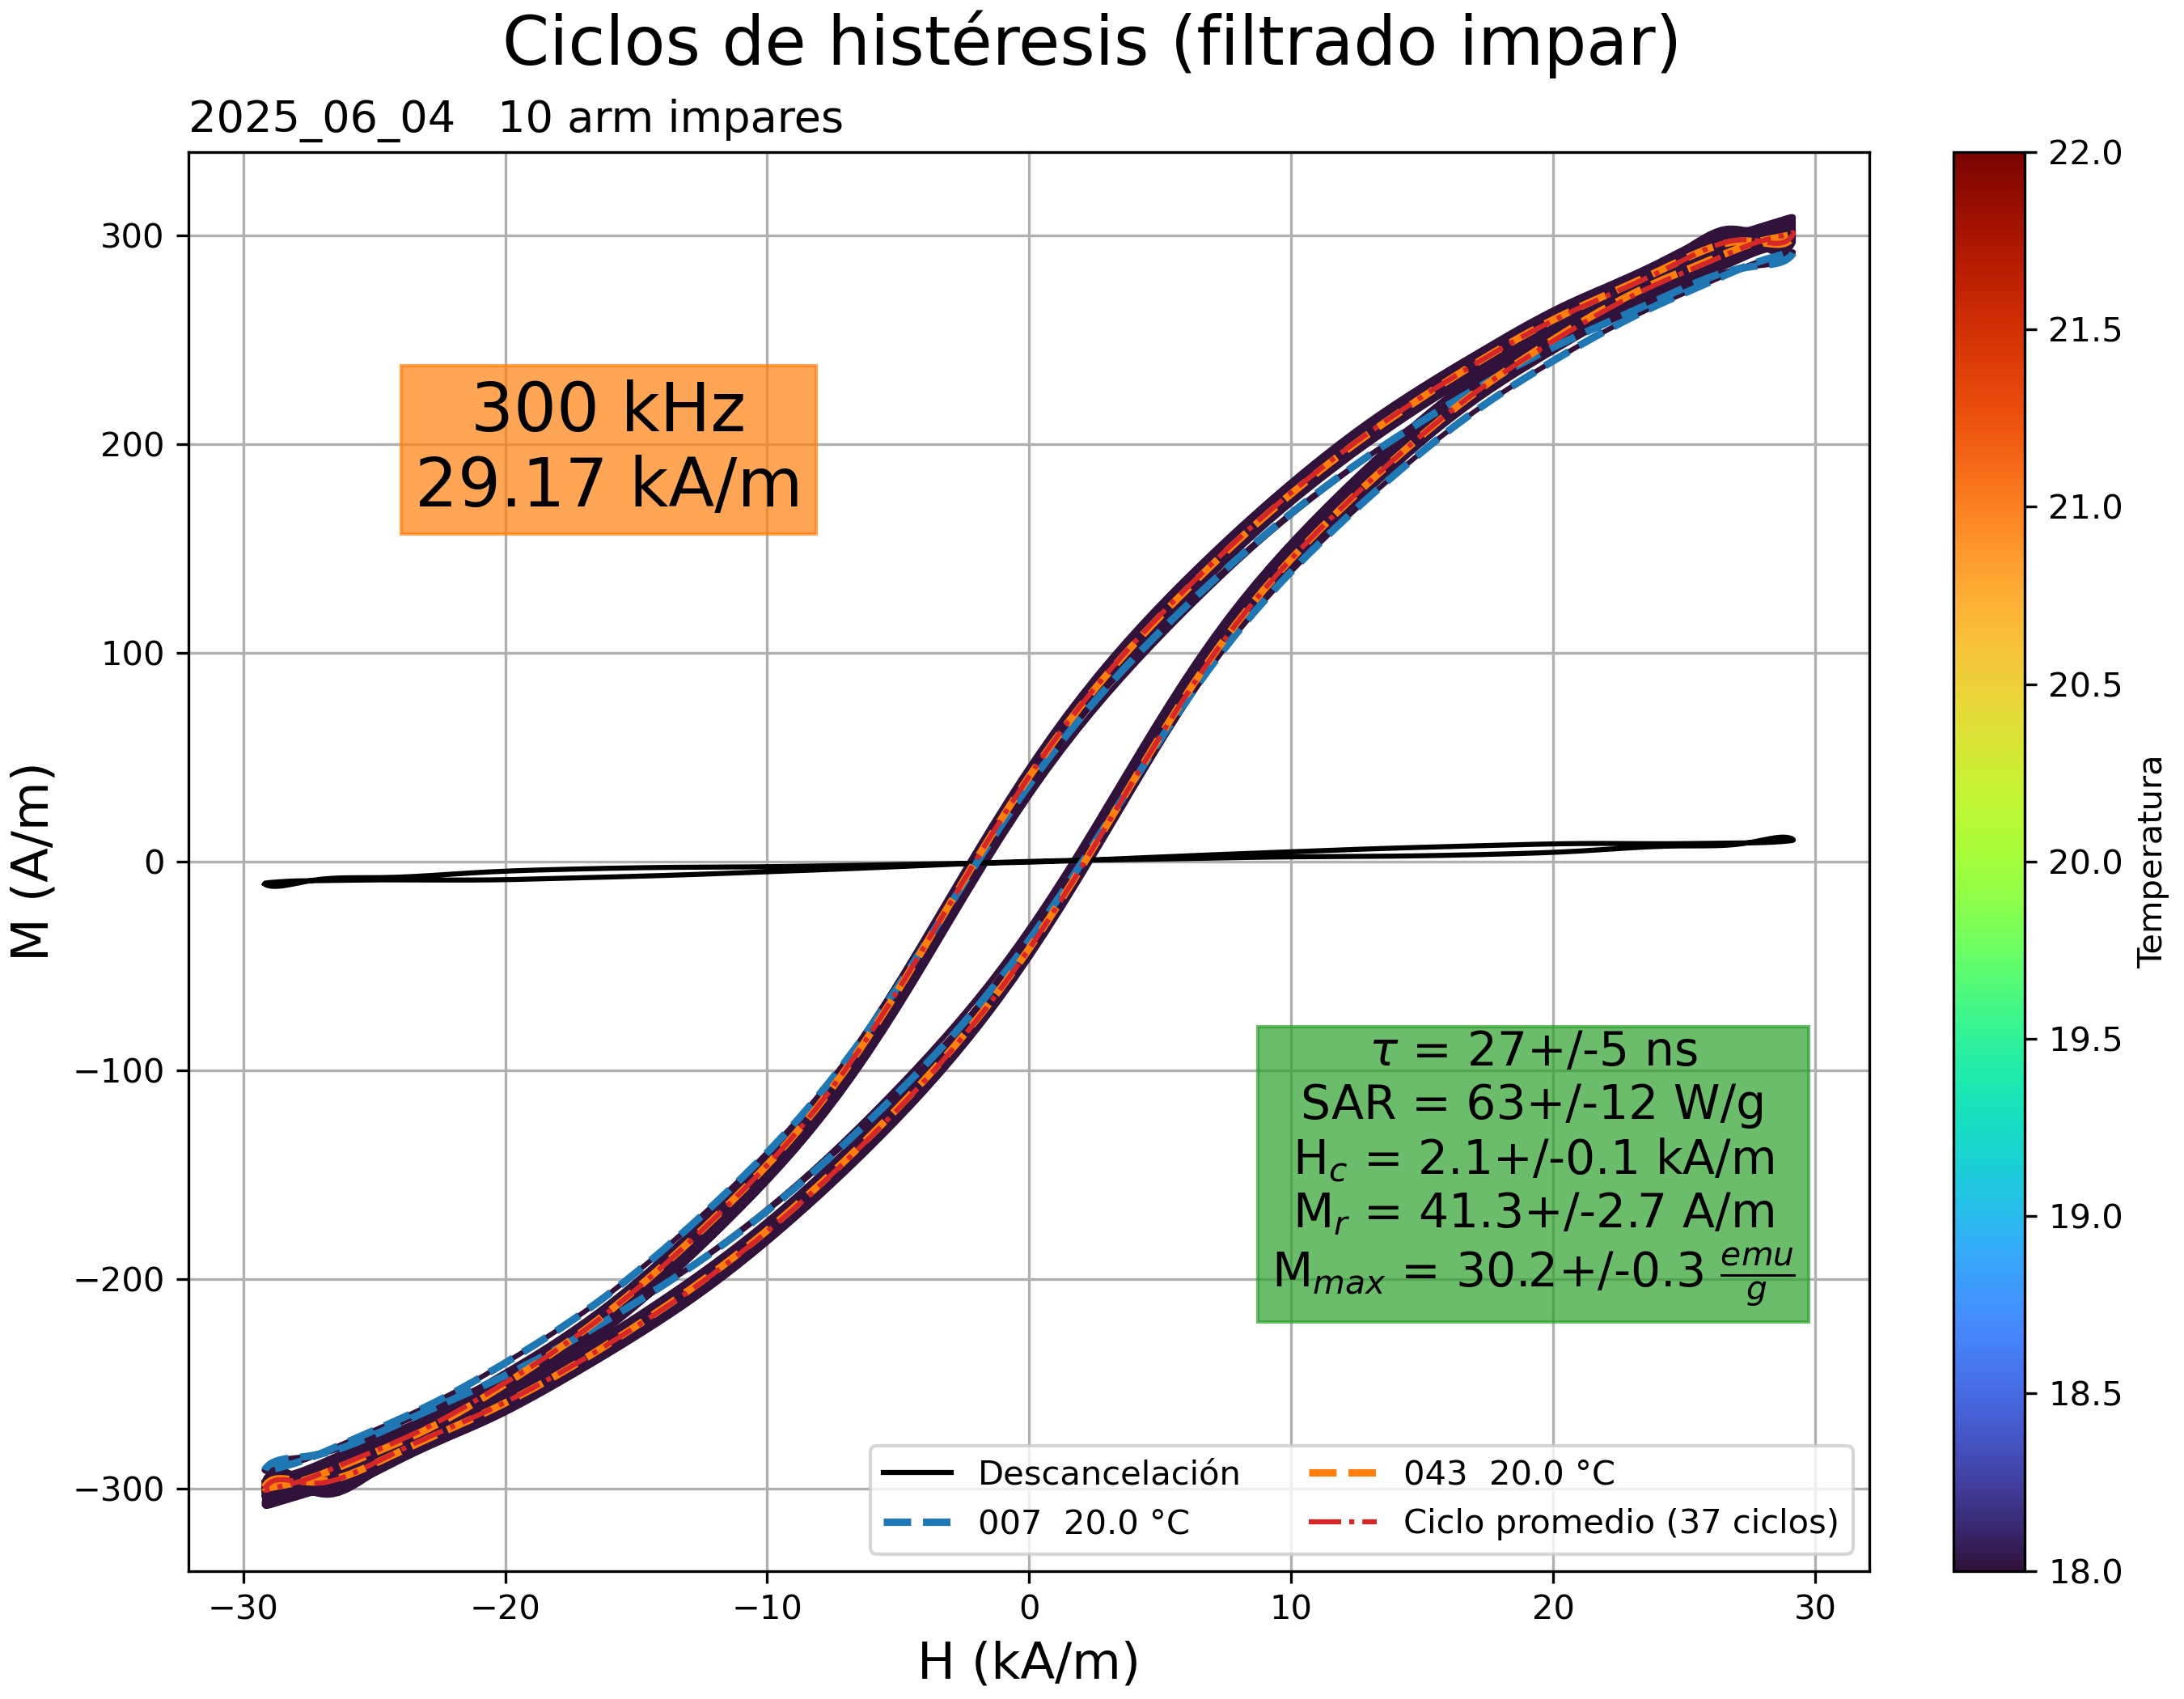 Ciclos de histéresis (filtrado impar)
2025_06_04   10 arm impares
300 kHz
29.17 kA/m
τ = 27+/-5 ns
SAR = 63+/-12 W/g
H_c = 2.1+/-0.1 kA/m
M_r = 41.3+/-2.7 A/m
M_max = 30.2+/-0.3 emu/g
Descancelación
007  20.0 °C
043  20.0 °C
Ciclo promedio (37 ciclos)
M (A/m)
300
200
100
0
−100
−200
−300
−30
−20
−10
0
10
20
30
H (kA/m)
22.0
21.5
21.0
20.5
20.0
19.5
19.0
18.5
18.0
Temperatura